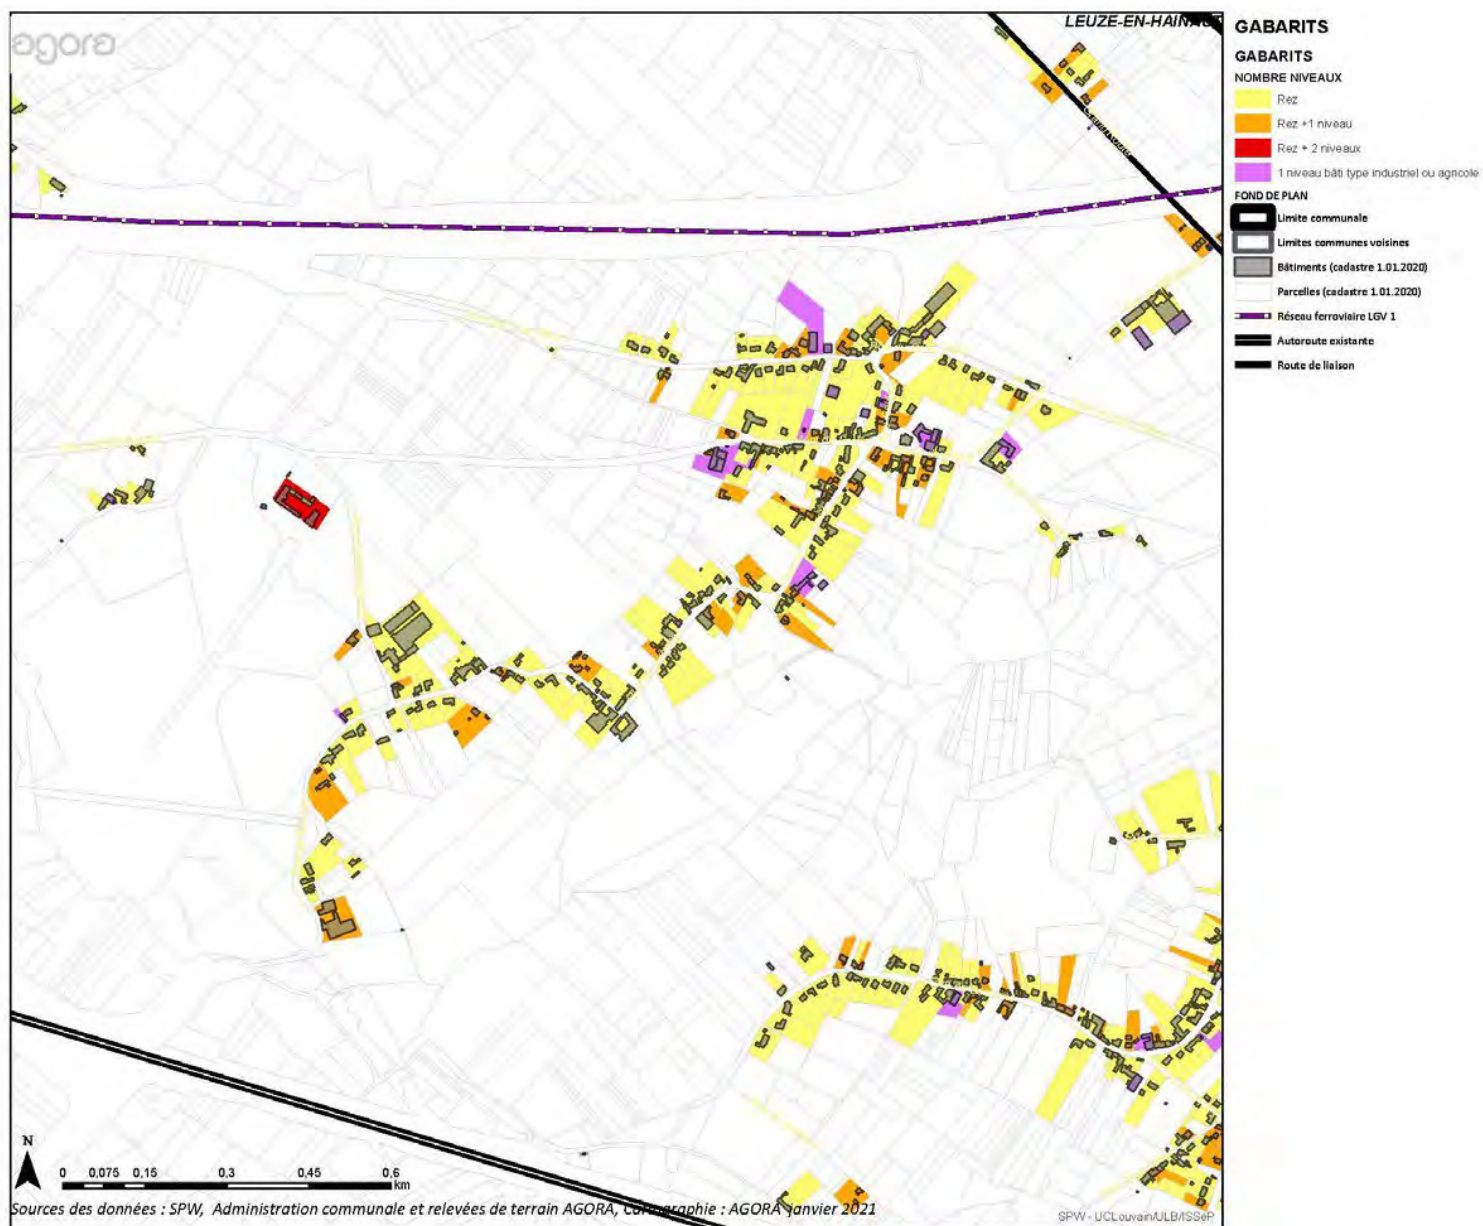 agora
LEUZE-EN-HAINAU
GABARITS
GABARITS
NOMBRE NIVEAUX
Rez
Rez +1 niveau
Rez + 2 niveaux
1 niveau bâti type industriel ou agricole
FOND DE PLAN
Limite communale
Limites communes voisines
Bâtiments (cadastre 1.01.2020)
Parcelles (cadastre 1.01.2020)
Réseau ferroviaire LGV 1
Autoroute existante
Route de liaison
N
0 0,075 0,15 0,3 0,45 0,6
km
Sources des données : SPW, Administration communale et relevées de terrain AGORA, Cartographie : AGORA janvier 2021
SPW - UCLouvain/ULB/ISSeP